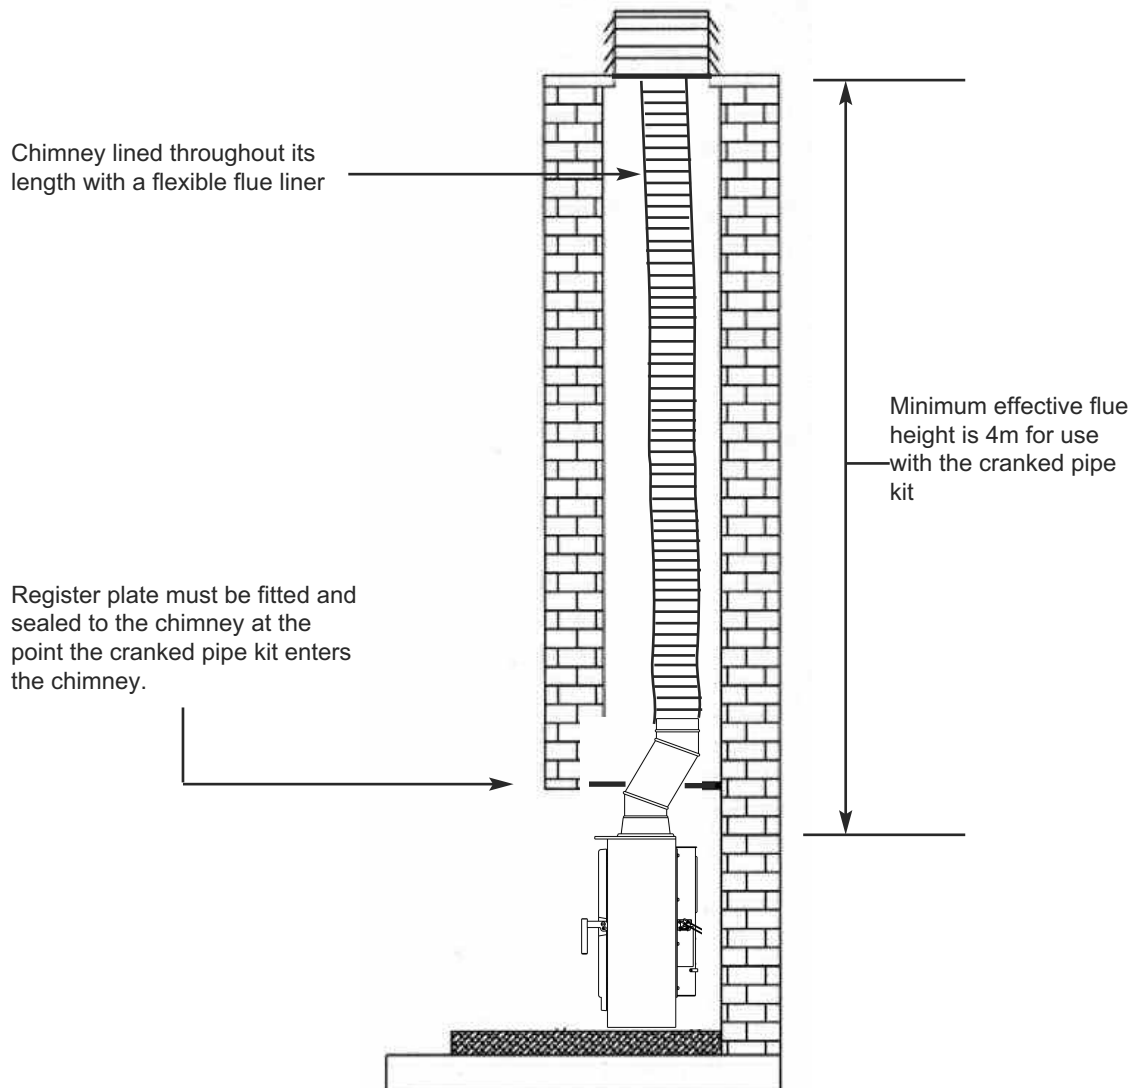 Chimney lined throughout its
length with a flexible flue liner
Minimum effective flue
height is 4m for use
with the cranked pipe
kit
Register plate must be fitted and
sealed to the chimney at the
point the cranked pipe kit enters
the chimney.